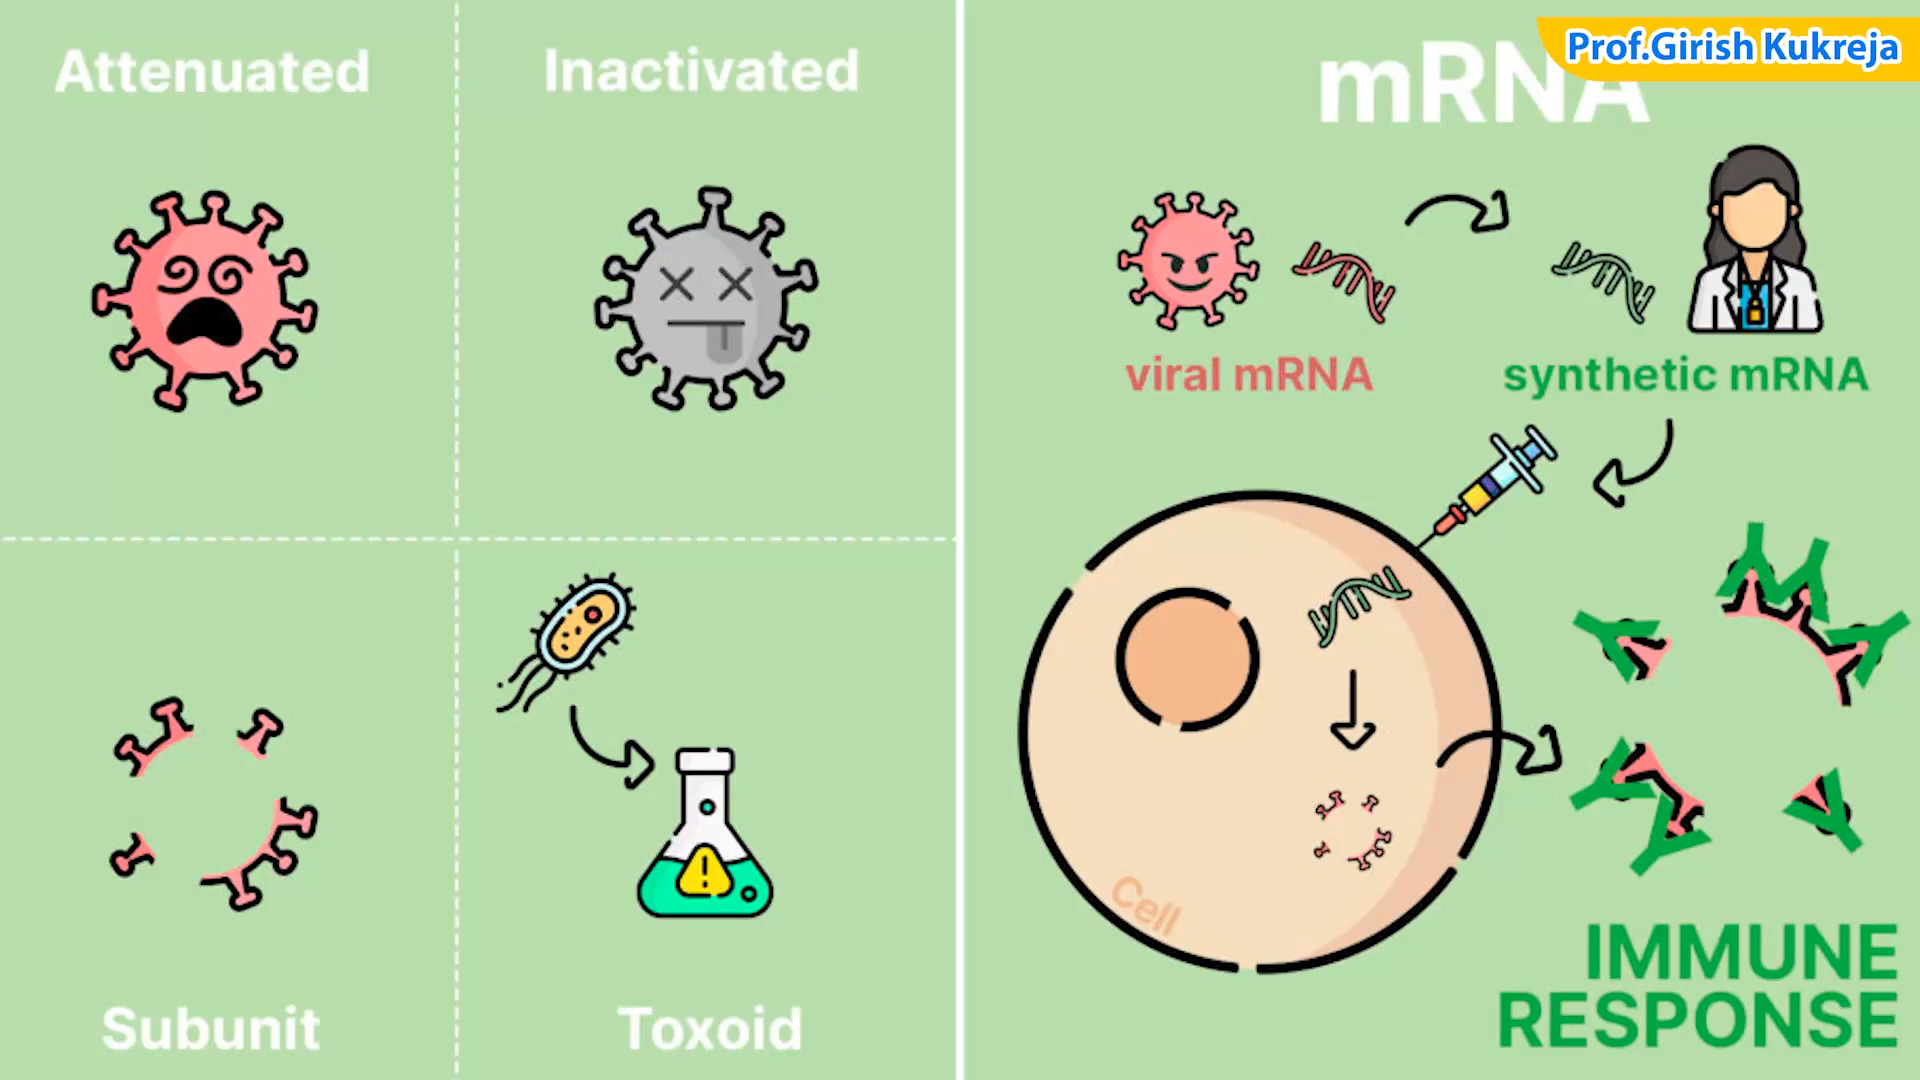 Attenuated
Inactivated
Subunit
Toxoid
Prof.Girish Kukreja
mRNA
viral mRNA
synthetic mRNA
Cell
IMMUNE
RESPONSE